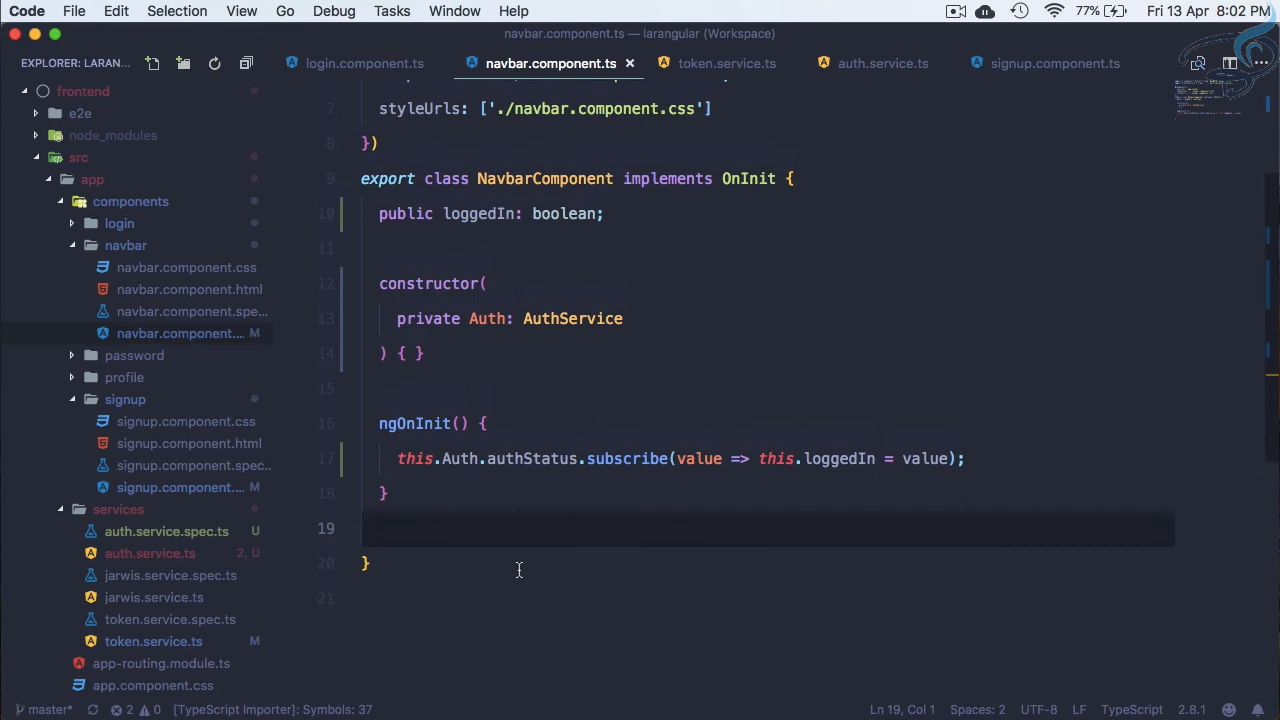 Code File Edit Selection View Go Debug Tasks Window Help 77% Fri 13 Apr 8:02 PM
navbar.component.ts — larangular (Workspace)
EXPLORER: LARAN... login.component.ts navbar.component.ts × token.service.ts auth.service.ts signup.component.ts
frontend
e2e
node_modules
src
app
components
login
navbar
navbar.component.css
navbar.component.html
navbar.component.spe...
navbar.component.... M
password
profile
signup
signup.component.css
signup.component.html
signup.component.spec...
signup.component.... M
services
auth.service.spec.ts U
auth.service.ts 2, U
jarwis.service.spec.ts
jarwis.service.ts
token.service.spec.ts
token.service.ts M
app-routing.module.ts
app.component.css
7 styleUrls: ['./navbar.component.css']
8 })
9 export class NavbarComponent implements OnInit {
10 public loggedIn: boolean;
11
12 constructor(
13 private Auth: AuthService
14 ) { }
15
16 ngOnInit() {
17 this.Auth.authStatus.subscribe(value => this.loggedIn = value);
18 }
19
20 }
21
master* 2 0 [TypeScript Importer]: Symbols: 37 Ln 19, Col 1 Spaces: 2 UTF-8 LF TypeScript 2.8.1